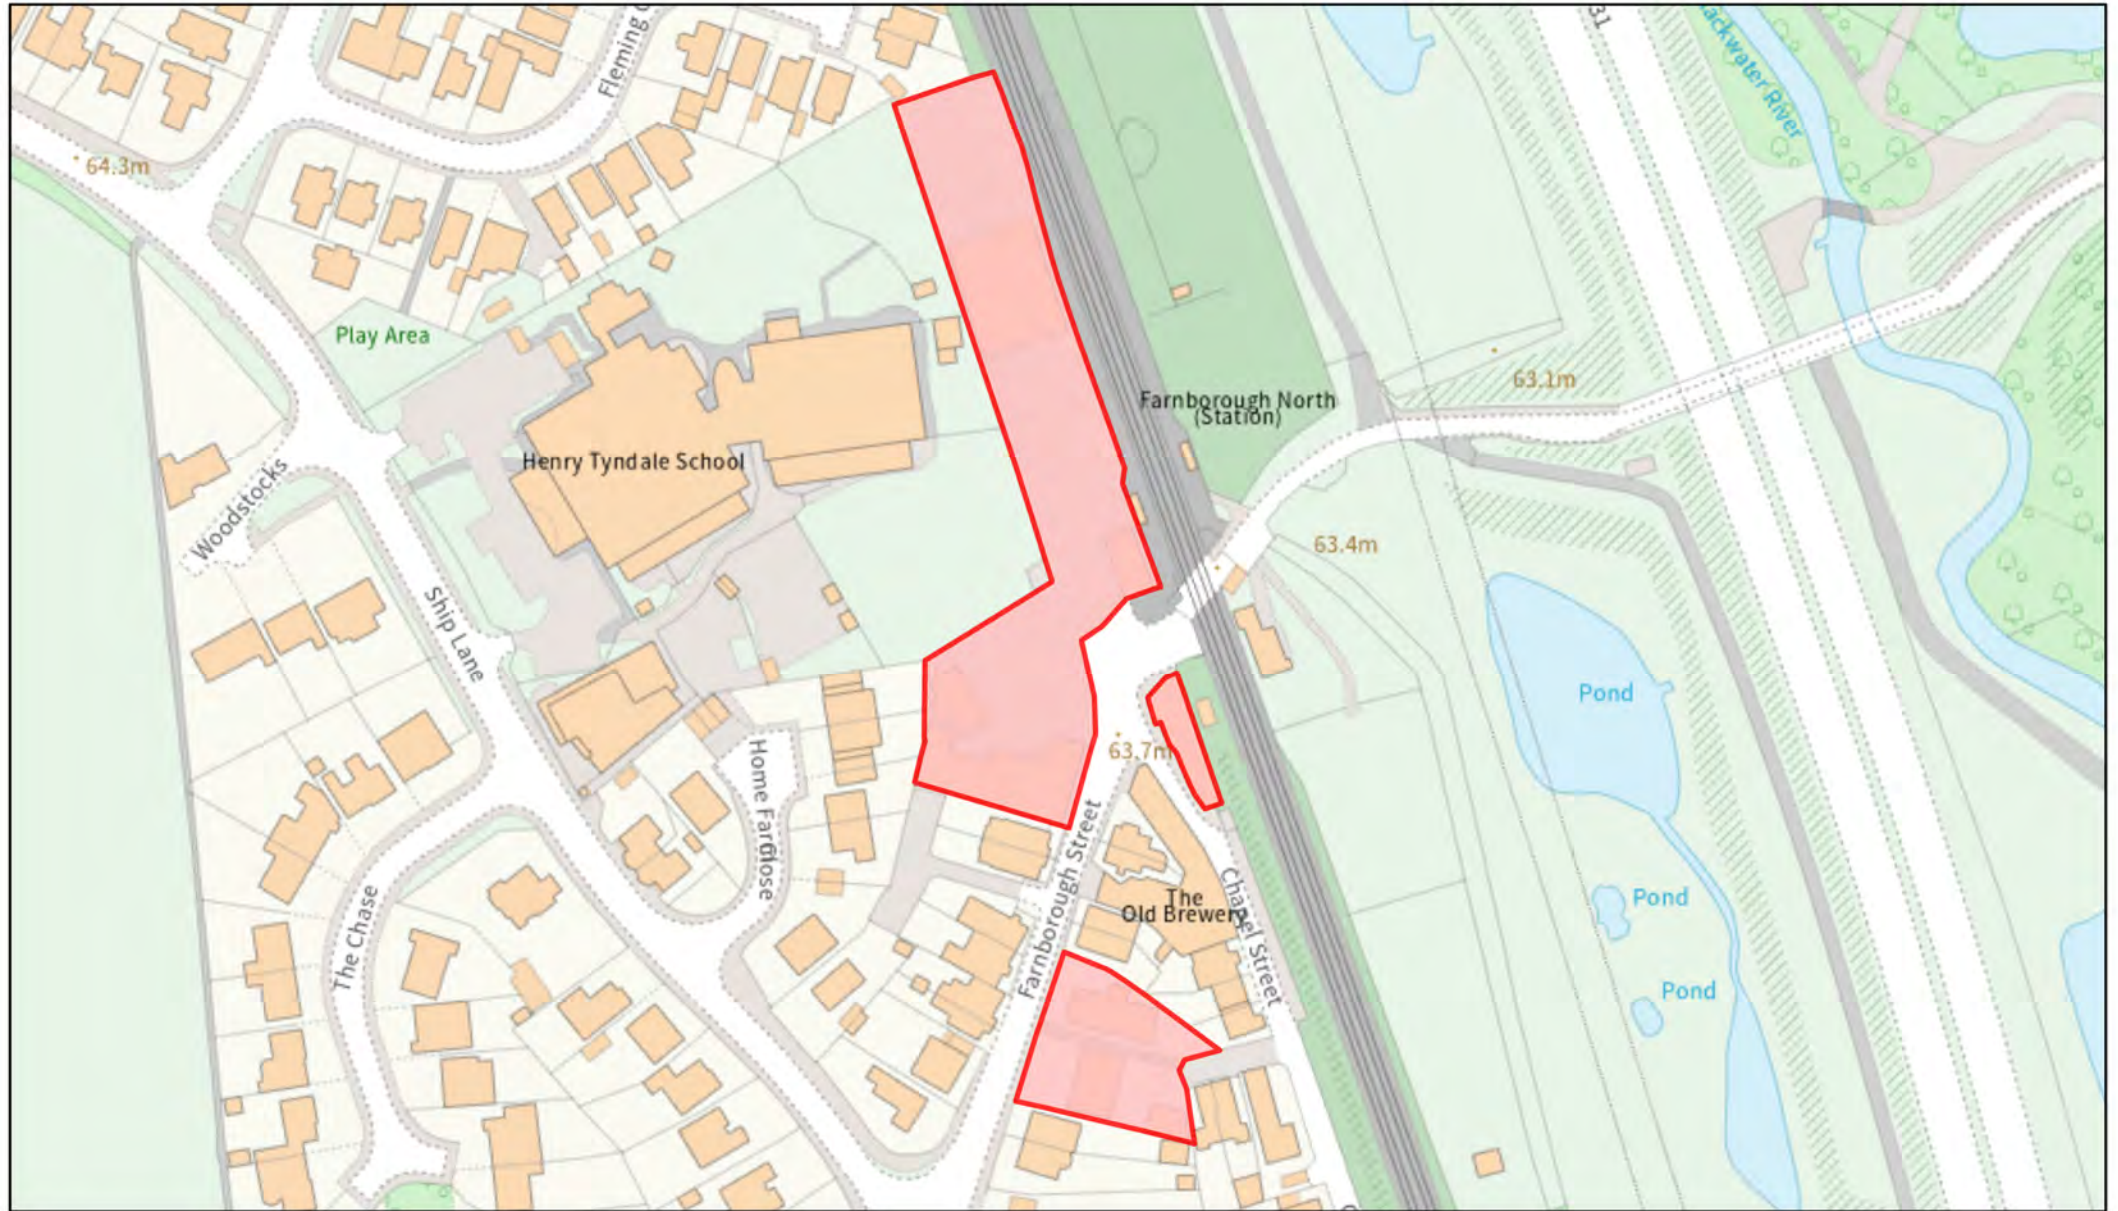 Fleming
31
64.3m
Play Area
63.1m
Farnborough North
(Station)
Henry Tyndale School
Woodstocks
63.4m
Ship Lane
Pond
63.7m
Home Farm
Close
Farnborough Street
The
Old Brewery
Chapel Street
Pond
The Chase
Pond
River